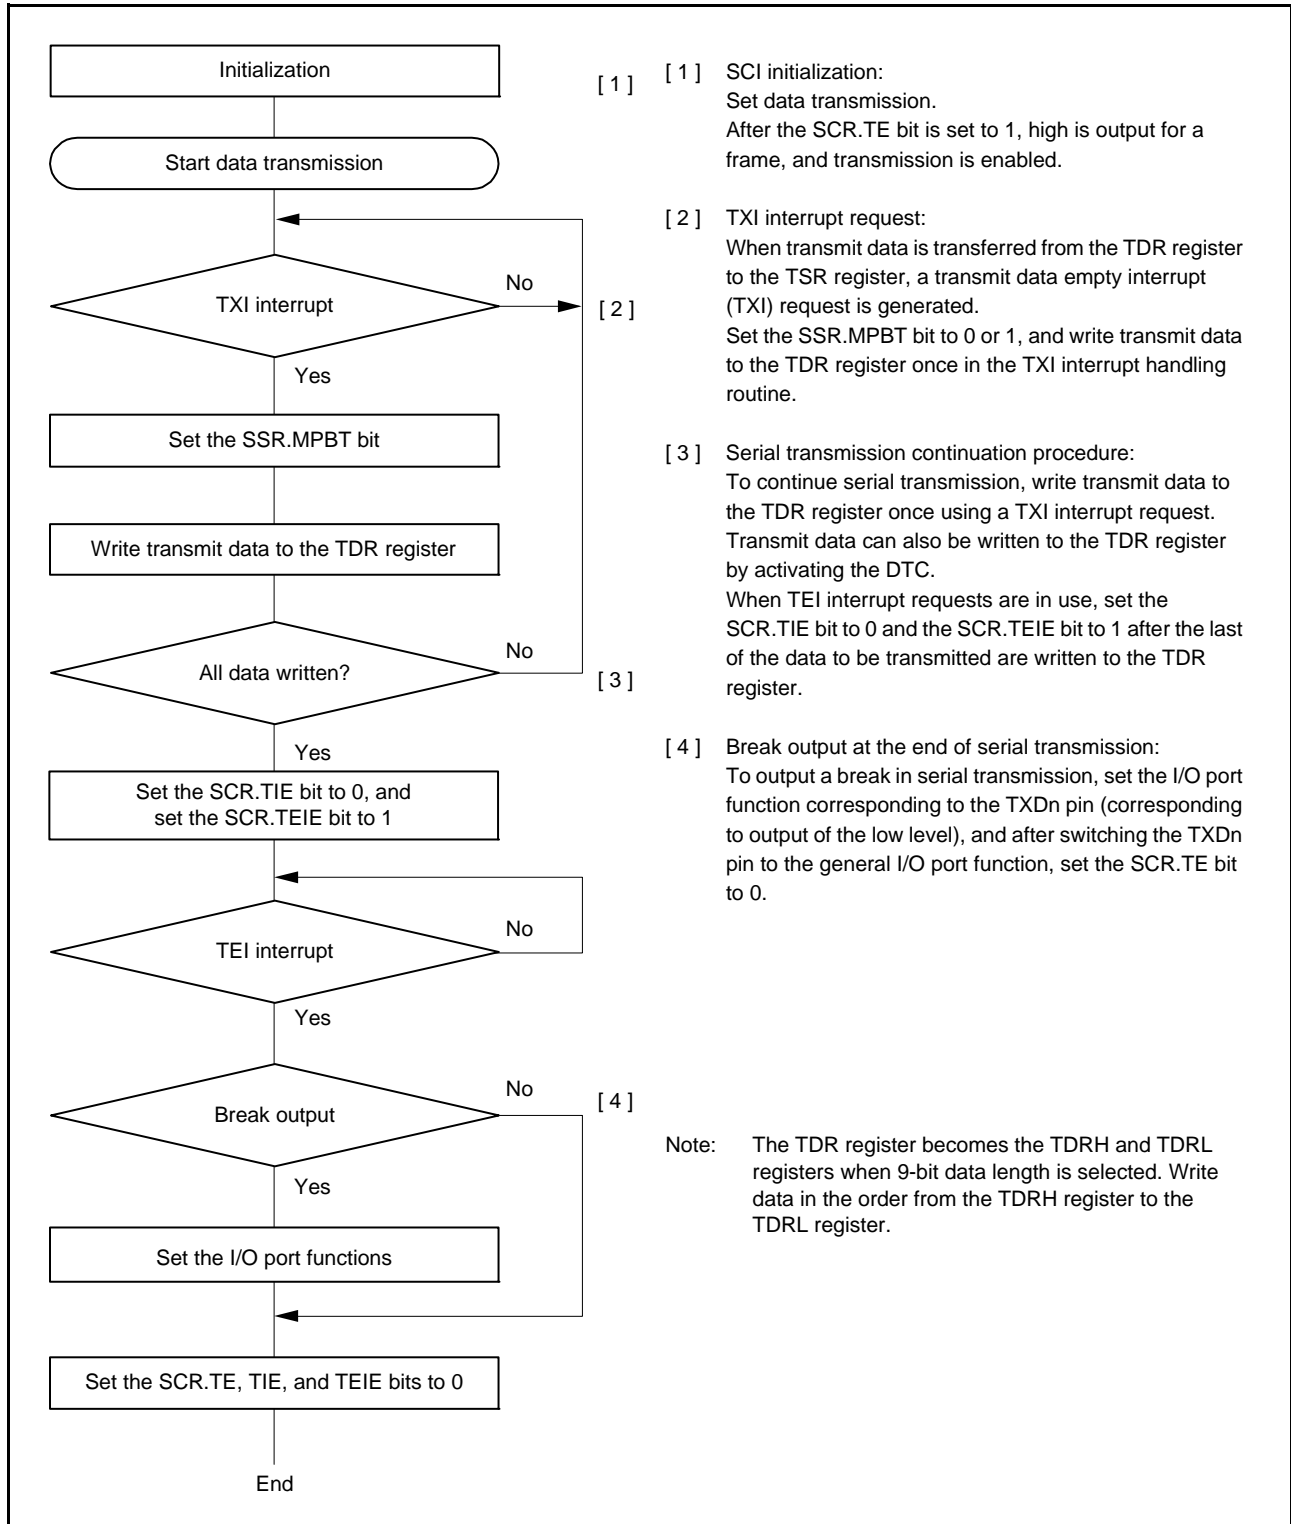 Initialization
[ 1 ]
Start data transmission
No
TXI interrupt
[ 2 ]
Yes
Set the SSR.MPBT bit
Write transmit data to the TDR register
No
All data written?
[ 3 ]
Yes
Set the SCR.TIE bit to 0, and
set the SCR.TEIE bit to 1
No
TEI interrupt
Yes
No
Break output
[ 4 ]
Yes
Set the I/O port functions
Set the SCR.TE, TIE, and TEIE bits to 0
End
[ 1 ] SCI initialization:
Set data transmission.
After the SCR.TE bit is set to 1, high is output for a
frame, and transmission is enabled.
[ 2 ] TXI interrupt request:
When transmit data is transferred from the TDR register
to the TSR register, a transmit data empty interrupt
(TXI) request is generated.
Set the SSR.MPBT bit to 0 or 1, and write transmit data
to the TDR register once in the TXI interrupt handling
routine.
[ 3 ] Serial transmission continuation procedure:
To continue serial transmission, write transmit data to
the TDR register once using a TXI interrupt request.
Transmit data can also be written to the TDR register
by activating the DTC.
When TEI interrupt requests are in use, set the
SCR.TIE bit to 0 and the SCR.TEIE bit to 1 after the last
of the data to be transmitted are written to the TDR
register.
[ 4 ] Break output at the end of serial transmission:
To output a break in serial transmission, set the I/O port
function corresponding to the TXDn pin (corresponding
to output of the low level), and after switching the TXDn
pin to the general I/O port function, set the SCR.TE bit
to 0.
Note: The TDR register becomes the TDRH and TDRL
registers when 9-bit data length is selected. Write
data in the order from the TDRH register to the
TDRL register.